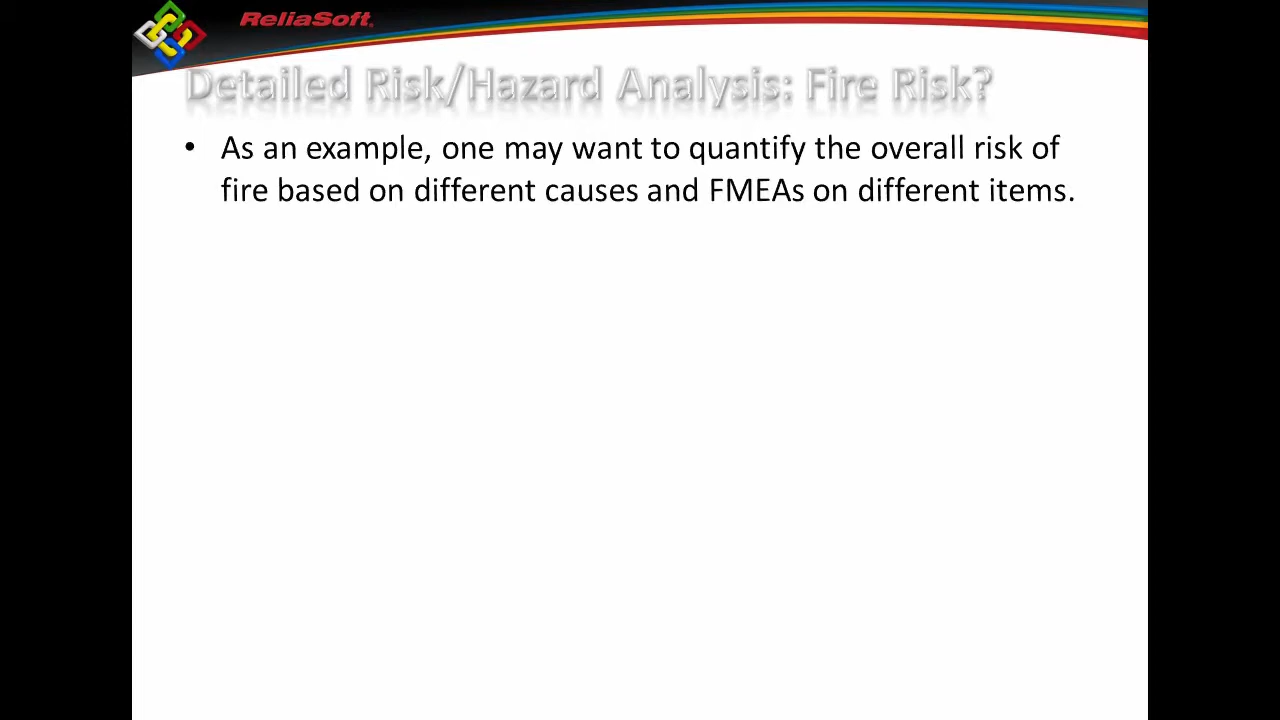 ReliaSoft.
Detailed Risk/Hazard Analysis: Fire Risk?
• As an example, one may want to quantify the overall risk of
fire based on different causes and FMEAs on different items.